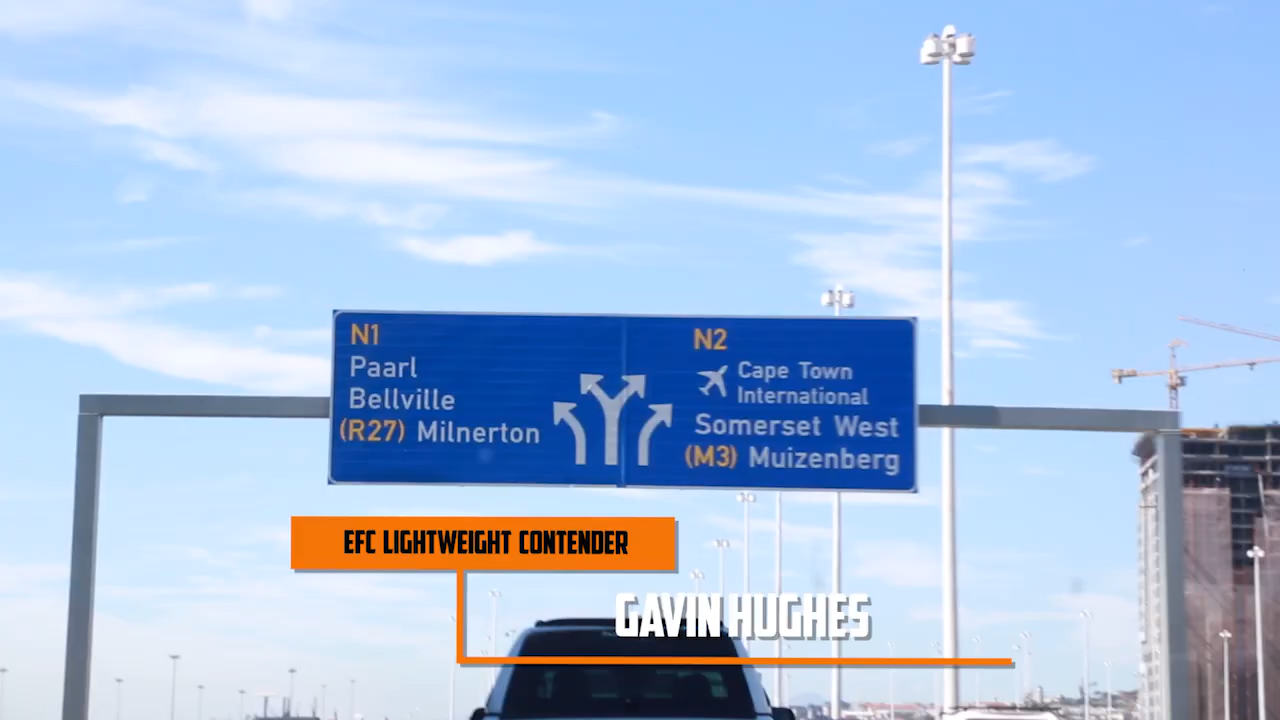 N1
Paarl
Bellville
(R27) Milnerton
N2
Cape Town
International
Somerset West
(M3) Muizenberg
EFC LIGHTWEIGHT CONTENDER
GAVIN HUGHES